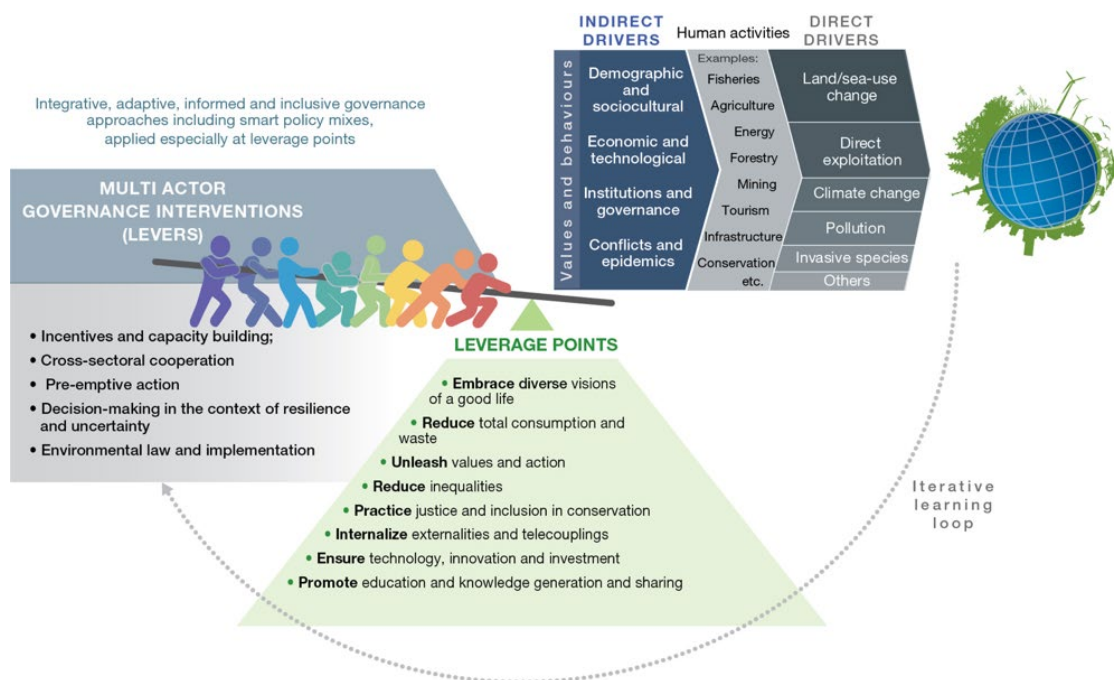 Integrative, adaptive, informed and inclusive governance
approaches including smart policy mixes,
applied especially at leverage points
MULTI ACTOR
GOVERNANCE INTERVENTIONS
(LEVERS)
• Incentives and capacity building;
• Cross-sectoral cooperation
• Pre-emptive action
• Decision-making in the context of resilience
and uncertainty
• Environmental law and implementation
LEVERAGE POINTS
• Embrace diverse visions
of a good life
• Reduce total consumption and
waste
• Unleash values and action
• Reduce inequalities
• Practice justice and inclusion in conservation
• Internalize externalities and telecouplings
• Ensure technology, innovation and investment
• Promote education and knowledge generation and sharing
INDIRECT
DRIVERS
Values and behaviours
Demographic
and
sociocultural
Economic and
technological
Institutions and
governance
Conflicts and
epidemics
Human activities
Examples:
Fisheries
Agriculture
Energy
Forestry
Mining
Tourism
Infrastructure
Conservation
etc.
DIRECT
DRIVERS
Land/sea-use
change
Direct
exploitation
Climate change
Pollution
Invasive species
Others
Iterative
learning
loop